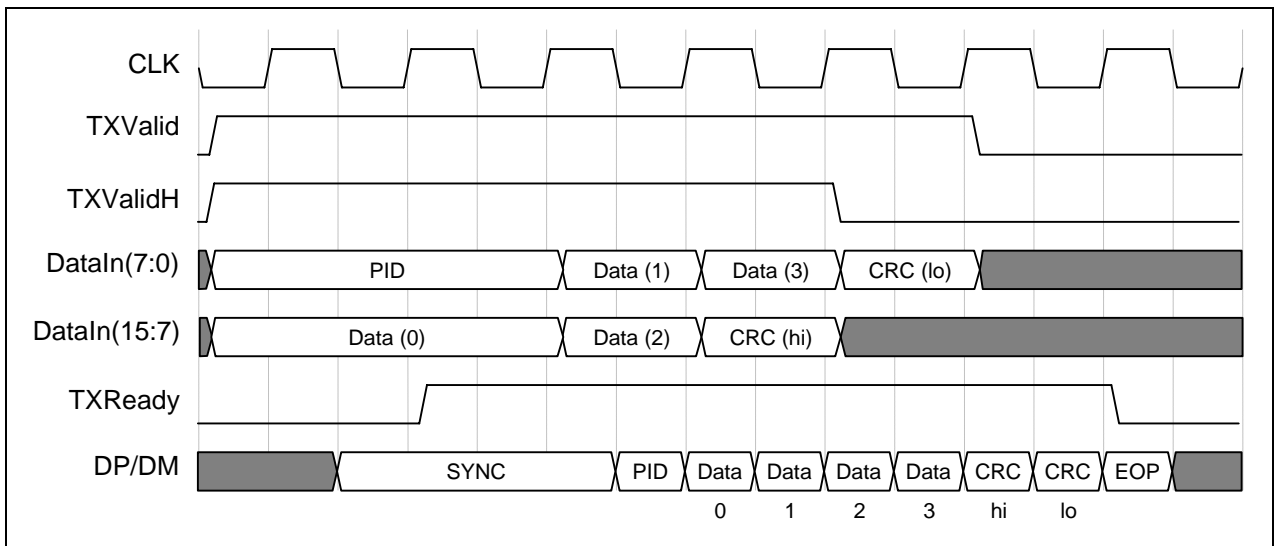 CLK
TXValid
TXValidH
DataIn(7:0) PID Data (1) Data (3) CRC (lo)
DataIn(15:7) Data (0) Data (2) CRC (hi)
TXReady
DP/DM SYNC PID Data Data Data Data CRC CRC EOP
0 1 2 3 hi lo